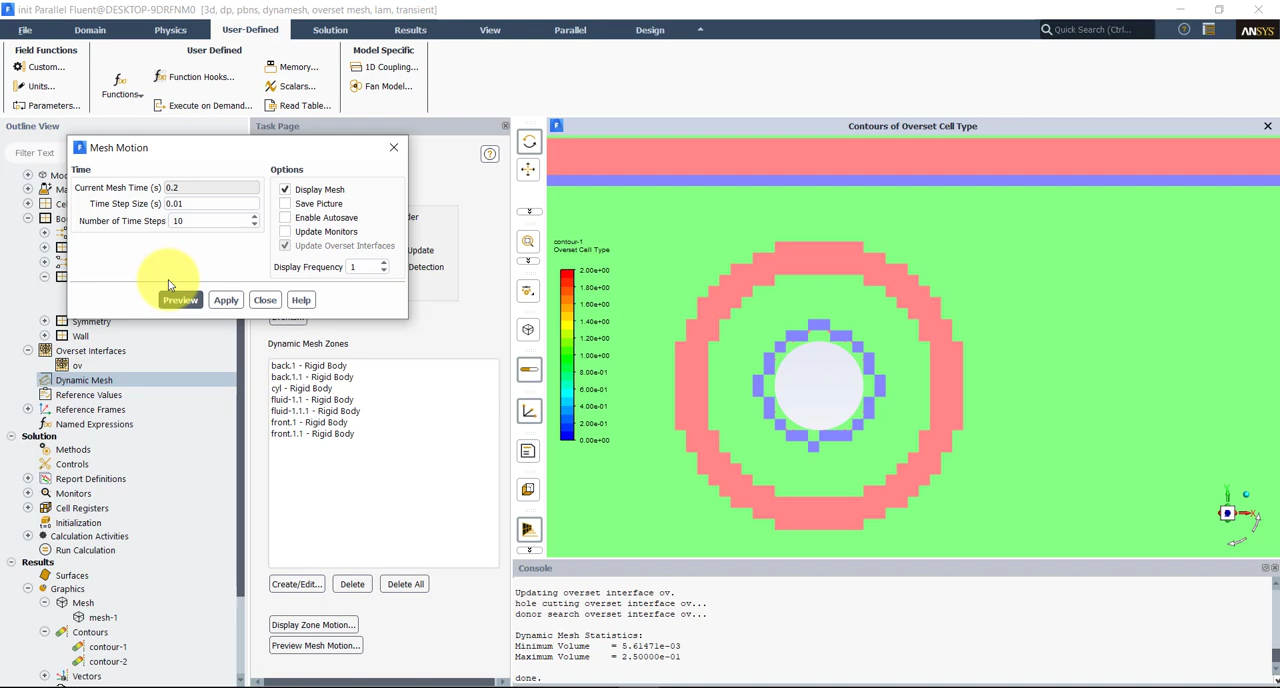 init Parallel Fluent@DESKTOP-9DRFNM0 [3d, dp, pbns, dynamesh, overset mesh, lam, transient]
File Domain Physics User-Defined Solution Results View Parallel Design Quick Search (Ctrl... ANSYS
Field Functions User Defined Model Specific
Custom... Function Hooks... Memory... 1D Coupling...
Units... Functions Scalars... Fan Model...
Parameters... Execute on Demand... Read Table...
Outline View Task Page Contours of Overset Cell Type
Filter Text
Mesh Motion
Time
Current Mesh Time (s) 0.2
Time Step Size (s) 0.01
Number of Time Steps 10
Options
Display Mesh
Save Picture
Enable Autosave
Update Monitors
Update Overset Interfaces
Display Frequency 1
Preview Apply Close Help
Update
Detection
Symmetry
Wall
Overset Interfaces
ov
Dynamic Mesh
Reference Values
Reference Frames
Named Expressions
Solution
Methods
Controls
Report Definitions
Monitors
Cell Registers
Initialization
Calculation Activities
Run Calculation
Results
Surfaces
Graphics
Mesh
mesh-1
Contours
contour-1
contour-2
Vectors
Dynamic Mesh Zones
back.1 - Rigid Body
back.1.1 - Rigid Body
cyl - Rigid Body
fluid-1.1 - Rigid Body
fluid-1.1.1 - Rigid Body
front.1 - Rigid Body
front.1.1 - Rigid Body
Create/Edit... Delete Delete All
Display Zone Motion...
Preview Mesh Motion...
contour-1
Overset Cell Type
2.00e+00
1.80e+00
1.60e+00
1.40e+00
1.20e+00
1.00e+00
8.00e-01
6.00e-01
4.00e-01
2.00e-01
0.00e+00
Console
Updating overset interface ov.
hole cutting overset interface ov...
donor search overset interface ov...
Dynamic Mesh Statistics:
Minimum Volume = 5.61471e-03
Maximum Volume = 2.50000e-01
done.